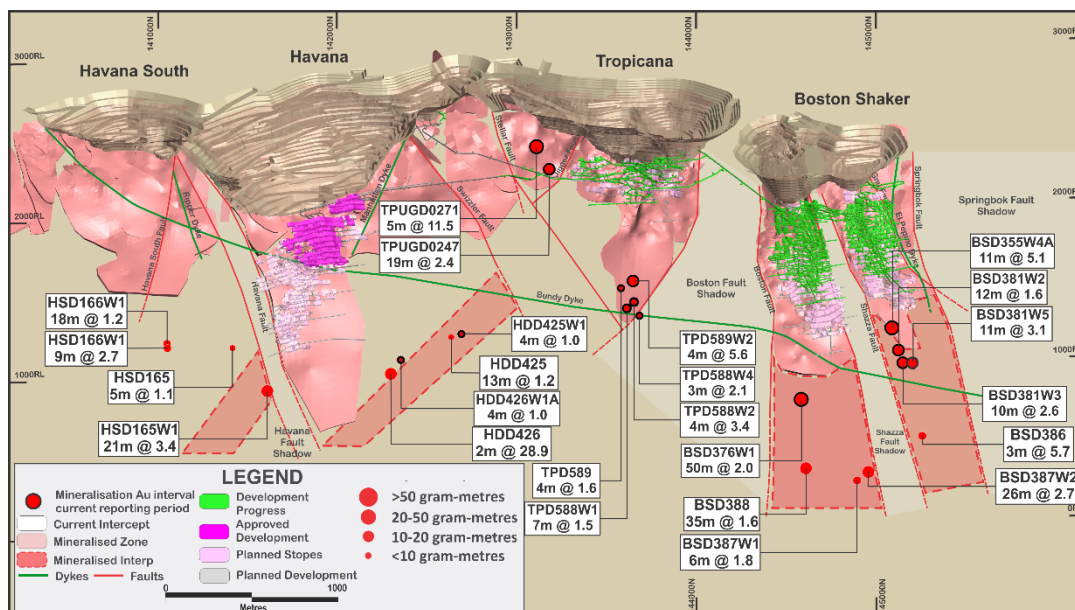 141000N
142000N
143000N
144000N
145000N
3000RL
3000RL
Havana South
Havana
Tropicana
Boston Shaker
Stellar Fault
Swizzler Fault
Ripper Dyke
Havana South Fault
Havana Fault
Springbok Fault
El Pepino Dyke
Boston Fault
Shazza Fault
Bundy Dyke
2000RL
2000RL
1000RL
1000RL
Springbok Fault
Shadow
Boston Fault
Shadow
Havana
Fault
Shadow
Shazza
Fault
Shadow
TPUGD0271
5m @ 11.5
TPUGD0247
19m @ 2.4
HSD166W1
18m @ 1.2
HSD166W1
9m @ 2.7
HSD165
5m @ 1.1
HSD165W1
21m @ 3.4
HDD425W1
4m @ 1.0
HDD425
13m @ 1.2
HDD426W1A
4m @ 1.0
HDD426
2m @ 28.9
TPD589
4m @ 1.6
TPD588W1
7m @ 1.5
TPD589W2
4m @ 5.6
TPD588W4
3m @ 2.1
TPD588W2
4m @ 3.4
BSD376W1
50m @ 2.0
BSD388
35m @ 1.6
BSD387W1
6m @ 1.8
BSD355W4A
11m @ 5.1
BSD381W2
12m @ 1.6
BSD381W5
11m @ 3.1
BSD381W3
10m @ 2.6
BSD386
3m @ 5.7
BSD387W2
26m @ 2.7
LEGEND
Mineralisation Au interval
current reporting period
Current Intercept
Mineralised Zone
Mineralised Interp
Dykes
Faults
Development
Progress
Approved
Development
Planned Stopes
Planned Development
>50 gram-metres
20-50 gram-metres
10-20 gram-metres
<10 gram-metres
0
1000
Metres
144000N
145000N